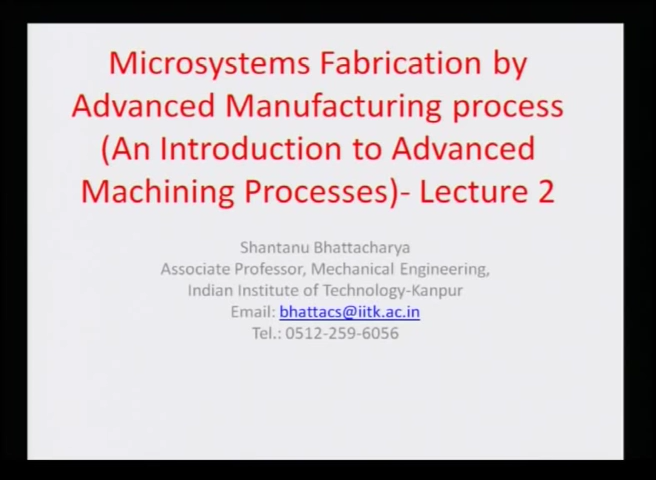 Microsystems Fabrication by
Advanced Manufacturing process
(An Introduction to Advanced
Machining Processes)- Lecture 2
Shantanu Bhattacharya
Associate Professor, Mechanical Engineering,
Indian Institute of Technology-Kanpur
Email: bhattacs@iitk.ac.in
Tel.: 0512-259-6056